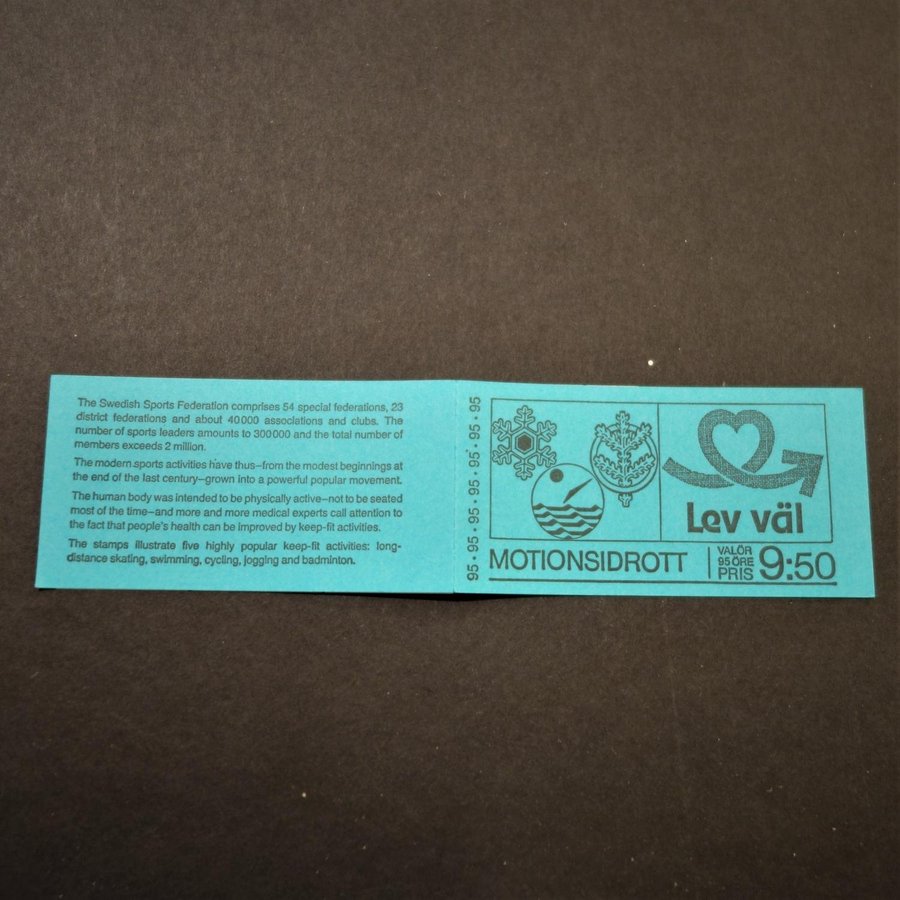 The Swedish Sports Federation comprises 54 special federations, 23
district federations and about 40 000 associations and clubs. The
number of sports leaders amounts to 300 000 and the total number of
members exceeds 2 million.
The modern sports activities have thus—from the modest beginnings at
the end of the last century—grown into a powerful popular movement.
The human body was intended to be physically active—not to be seated
most of the time—and more and more medical experts call attention to
the fact that people's health can be improved by keep-fit activities.
The stamps illustrate five highly popular keep-fit activities: long-
distance skating, swimming, cycling, jogging and badminton.
95·95·95·95·95·95·95
Lev väl
MOTIONSIDROTT
VALÖR
95 ÖRE
PRIS 9:50